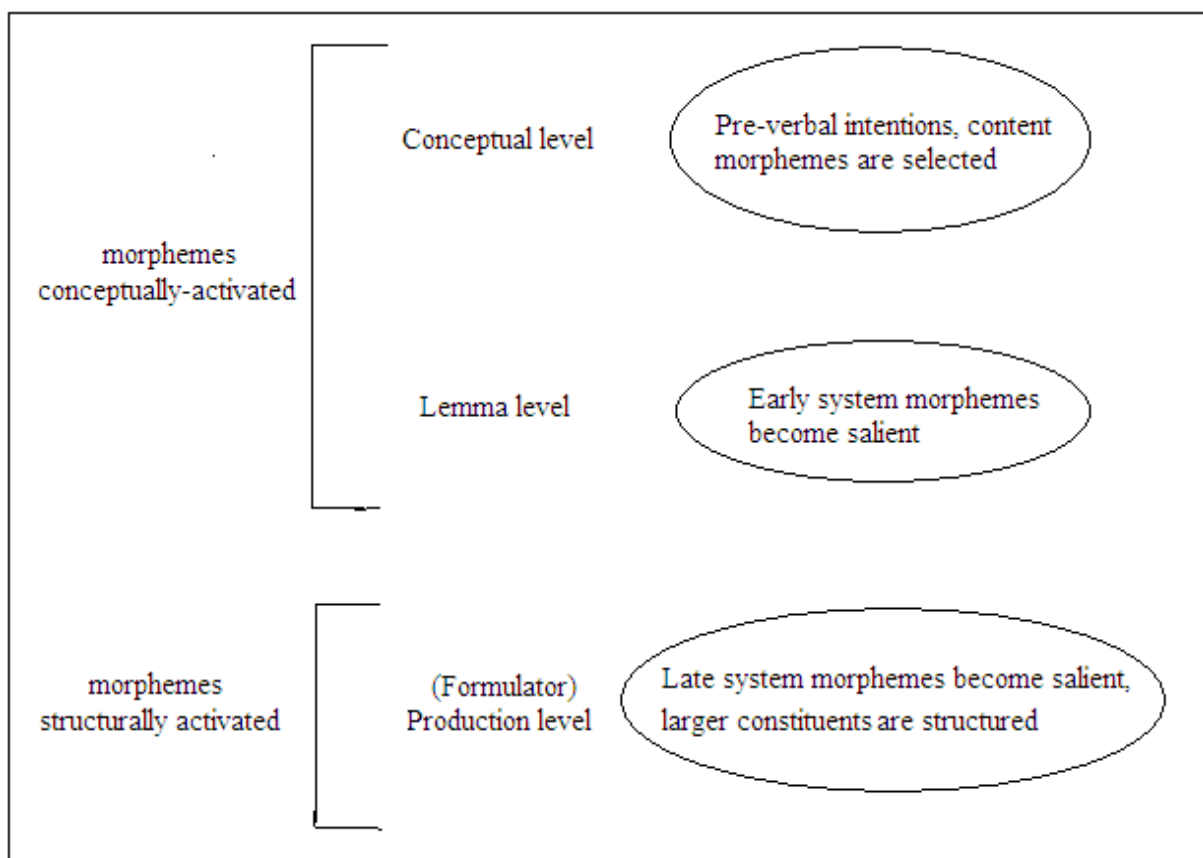 Conceptual level
Pre-verbal intentions, content
morphemes are selected
morphemes
conceptually-activated
Lemma level
Early system morphemes
become salient
morphemes
structurally activated
(Formulator)
Production level
Late system morphemes become salient,
larger constituents are structured